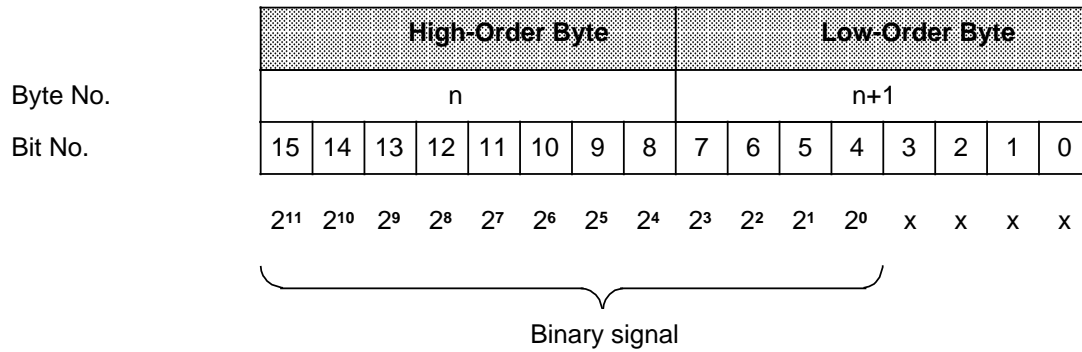 High-Order Byte Low-Order Byte
Byte No. n n+1
Bit No. 15 14 13 12 11 10 9 8 7 6 5 4 3 2 1 0
2¹¹ 2¹⁰ 2⁹ 2⁸ 2⁷ 2⁶ 2⁵ 2⁴ 2³ 2² 2¹ 2⁰ x x x x
Binary signal